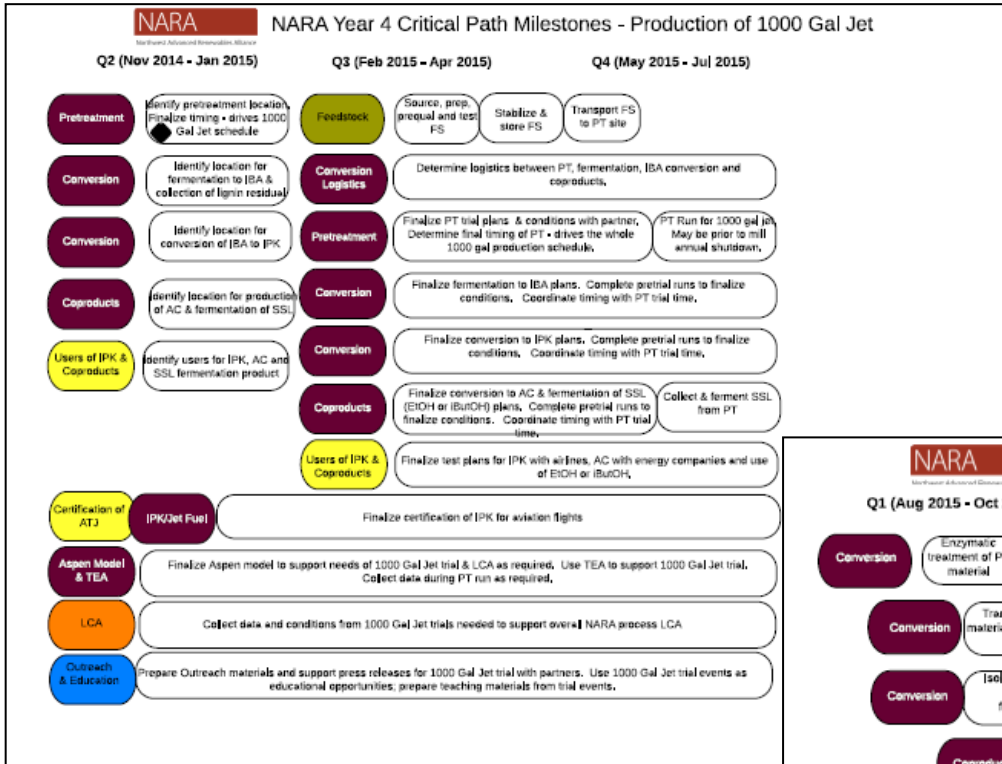 NARA
Northwest Advanced Renewables Alliance
NARA Year 4 Critical Path Milestones - Production of 1000 Gal Jet
Q2 (Nov 2014 - Jan 2015)
Q3 (Feb 2015 - Apr 2015)
Q4 (May 2015 - Jul 2015)
Pretreatment
Identify pretreatment location.
Finalize timing - drives 1000
Gal Jet schedule
Conversion
Identify location for
fermentation to IBA &
collection of lignin residual
Conversion
Identify location for
conversion of IBA to IPK
Coproducts
Identify location for production
of AC & fermentation of SSL
Users of IPK &
Coproducts
Identify users for IPK, AC and
SSL fermentation product
Feedstock
Source, prep,
prequal and test
FS
Stabilize &
store FS
Transport FS
to PT site
Conversion
Logistics
Determine logistics between PT, fermentation, IBA conversion and
coproducts.
Pretreatment
Finalize PT trial plans & conditions with partner.
Determine final timing of PT - drives the whole
1000 gal production schedule.
PT Run for 1000 gal jet.
May be prior to mill
annual shutdown.
Conversion
Finalize fermentation to IBA plans. Complete pretrial runs to finalize
conditions. Coordinate timing with PT trial time.
Conversion
Finalize conversion to IPK plans. Complete pretrial runs to finalize
conditions. Coordinate timing with PT trial time.
Coproducts
Finalize conversion to AC & fermentation of SSL
(EtOH or iButOH) plans. Complete pretrial runs to
finalize conditions. Coordinate timing with PT trial
time.
Collect & ferment SSL
from PT
Users of IPK &
Coproducts
Finalize test plans for IPK with airlines, AC with energy companies and use
of EtOH or iButOH.
Certification of
ATJ
IPK/Jet Fuel
Finalize certification of IPK for aviation flights
Aspen Model
& TEA
Finalize Aspen model to support needs of 1000 Gal Jet trial & LCA as required. Use TEA to support 1000 Gal Jet trial.
Collect data during PT run as required.
LCA
Collect data and conditions from 1000 Gal Jet trials needed to support overall NARA process LCA
Outreach
& Education
Prepare Outreach materials and support press releases for 1000 Gal Jet trial with partners. Use 1000 Gal Jet trial events as
educational opportunities; prepare teaching materials from trial events.
NARA
Northwest Advanced
Q1 (Aug 2015 - Oct
Conversion
Enzymatic
treatment of P
material
Conversion
Tran
materia
Conversion
Isol
f